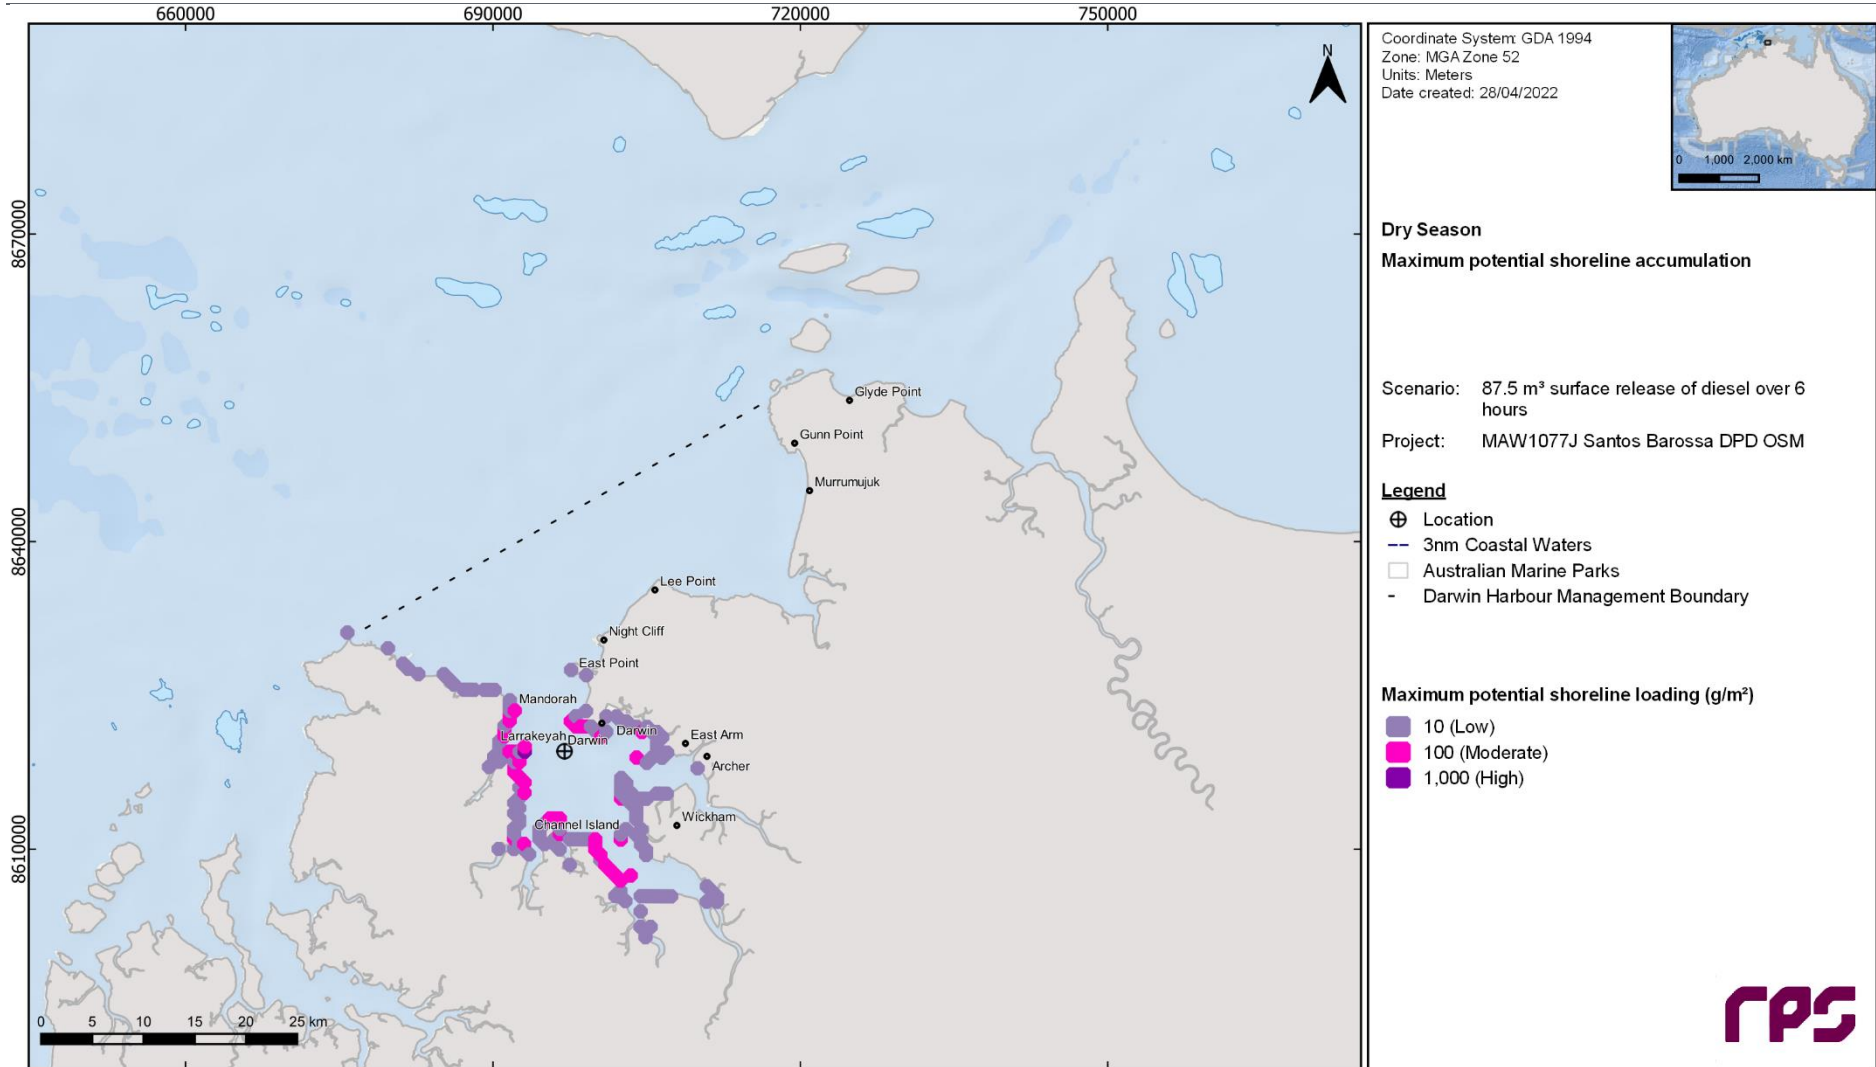 660000
690000
720000
750000
8670000
8640000
8610000
N
Glyde Point
Gunn Point
Murrumujuk
Lee Point
Night Cliff
East Point
Mandorah
Larrakeyah
Darwin
Darwin
East Arm
Archer
Channel Island
Wickham
0 5 10 15 20 25 km
Coordinate System: GDA 1994
Zone: MGA Zone 52
Units: Meters
Date created: 28/04/2022
0 1,000 2,000 km
Dry Season
Maximum potential shoreline accumulation
Scenario: 87.5 m³ surface release of diesel over 6
hours
Project: MAW1077J Santos Barossa DPD OSM
Legend
Location
3nm Coastal Waters
Australian Marine Parks
Darwin Harbour Management Boundary
Maximum potential shoreline loading (g/m²)
10 (Low)
100 (Moderate)
1,000 (High)
rps